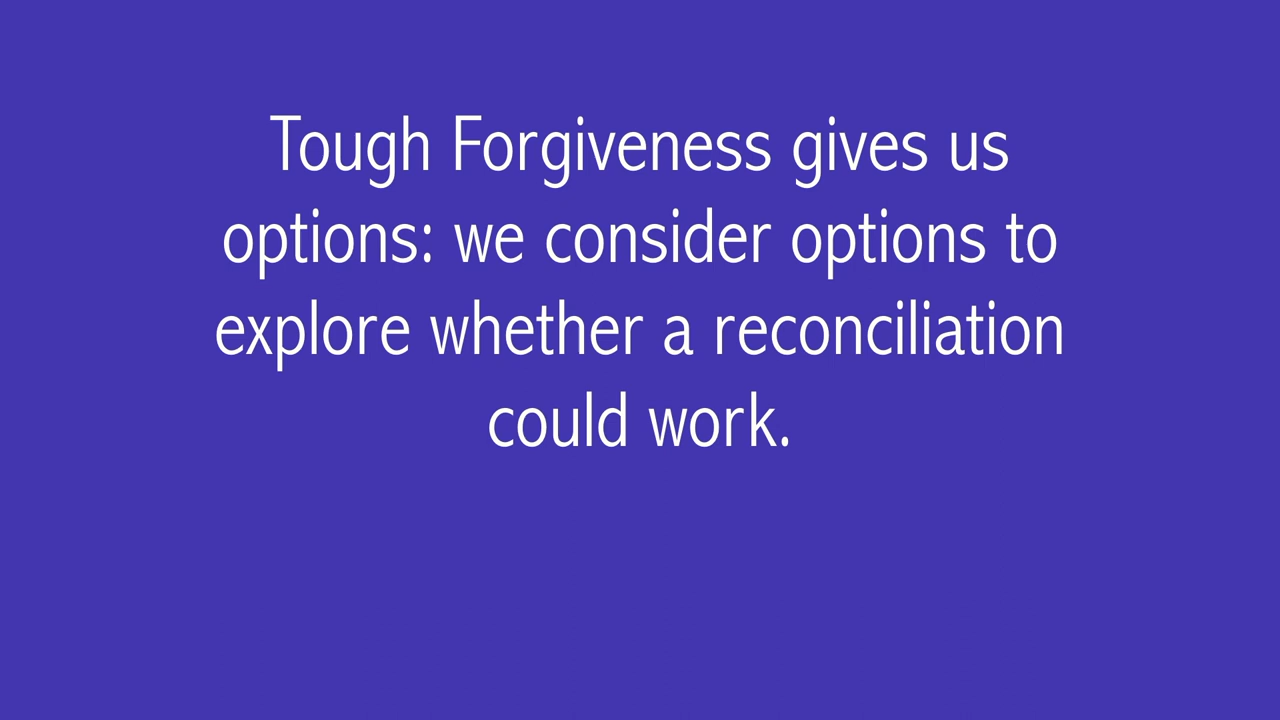 Tough Forgiveness gives us
options: we consider options to
explore whether a reconciliation
could work.